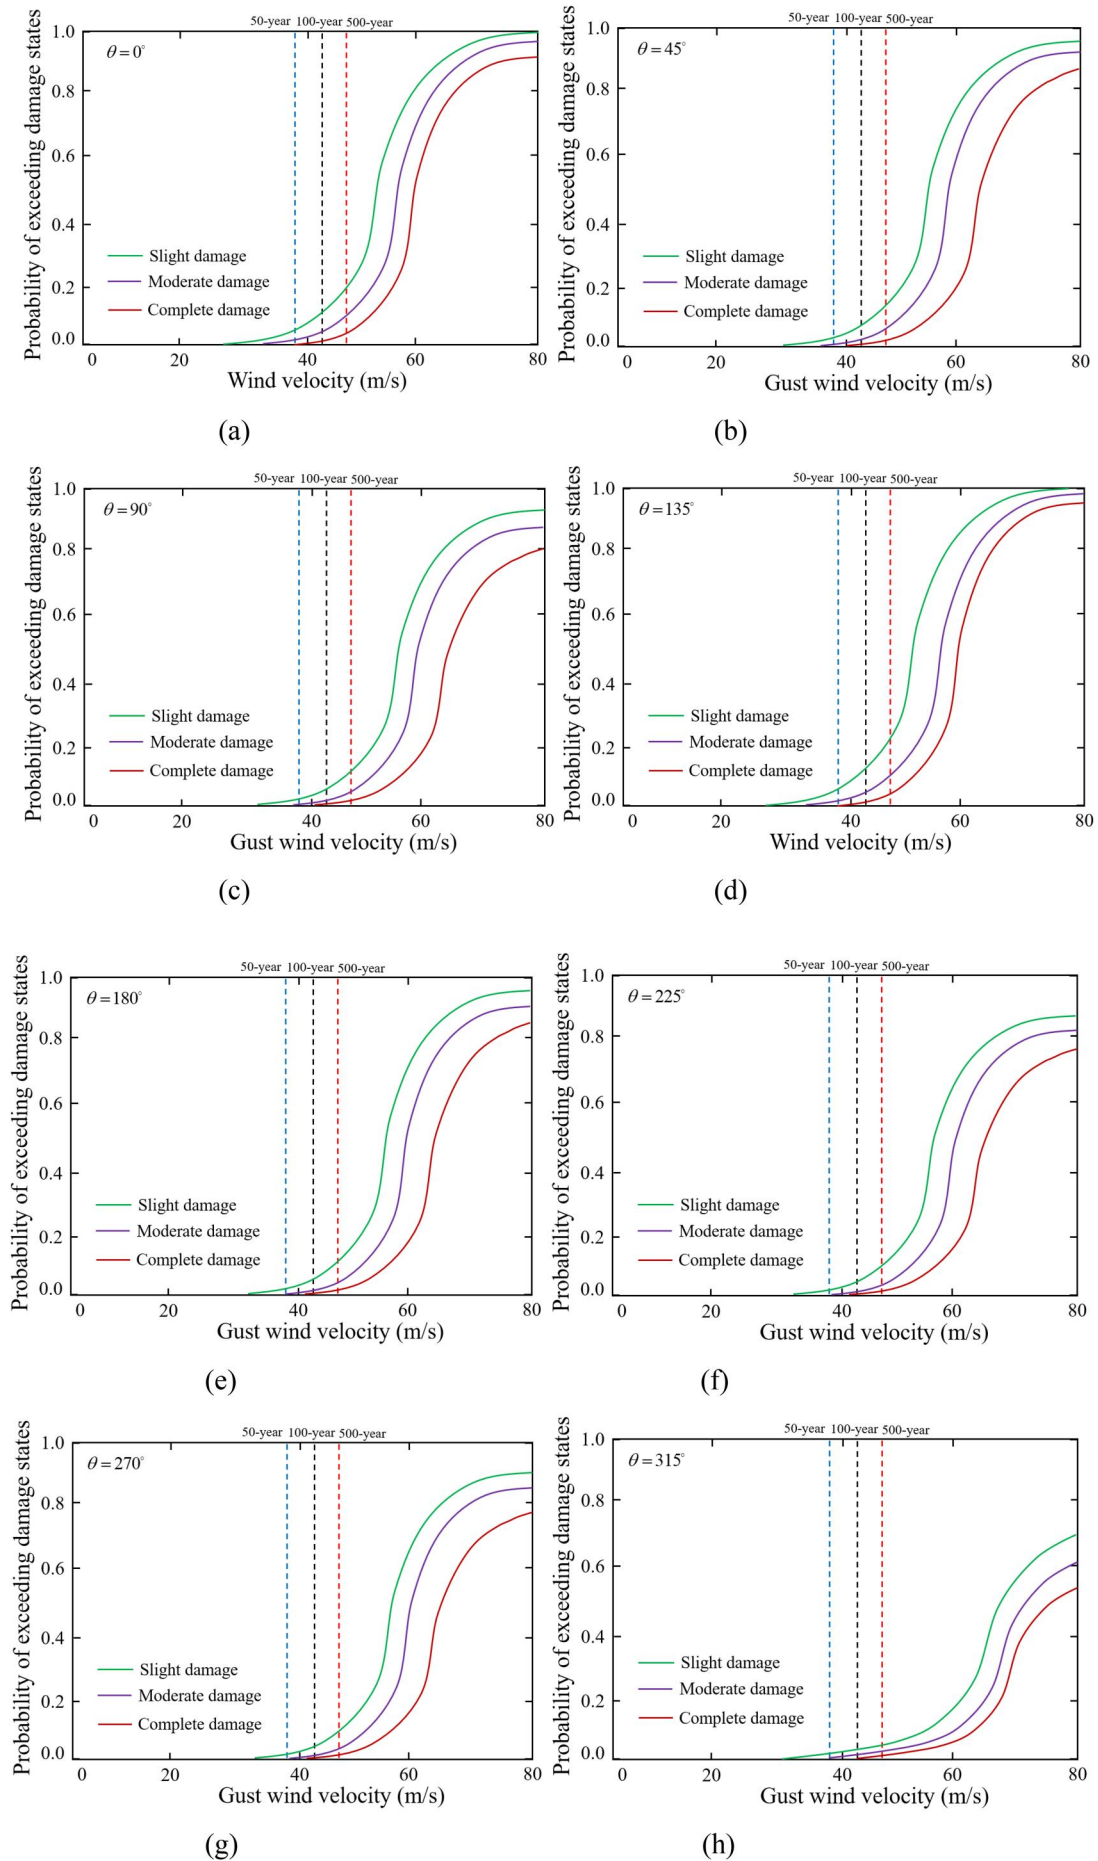 50-year 100-year 500-year
Probability of exceeding damage states
1.0
0.8
0.6
0.4
0.2
0.0
θ = 0°
Slight damage
Moderate damage
Complete damage
0 20 40 60 80
Wind velocity (m/s)
(a)
50-year 100-year 500-year
Probability of exceeding damage states
1.0
0.8
0.6
0.4
0.2
0.0
θ = 45°
Slight damage
Moderate damage
Complete damage
0 20 40 60 80
Gust wind velocity (m/s)
(b)
50-year 100-year 500-year
Probability of exceeding damage states
1.0
0.8
0.6
0.4
0.2
0.0
θ = 90°
Slight damage
Moderate damage
Complete damage
0 20 40 60 80
Gust wind velocity (m/s)
(c)
50-year 100-year 500-year
Probability of exceeding damage states
1.0
0.8
0.6
0.4
0.2
0.0
θ = 135°
Slight damage
Moderate damage
Complete damage
0 20 40 60 80
Wind velocity (m/s)
(d)
50-year 100-year 500-year
Probability of exceeding damage states
1.0
0.8
0.6
0.4
0.2
0.0
θ = 180°
Slight damage
Moderate damage
Complete damage
0 20 40 60 80
Gust wind velocity (m/s)
(e)
50-year 100-year 500-year
Probability of exceeding damage states
1.0
0.8
0.6
0.4
0.2
0.0
θ = 225°
Slight damage
Moderate damage
Complete damage
0 20 40 60 80
Gust wind velocity (m/s)
(f)
50-year 100-year 500-year
Probability of exceeding damage states
1.0
0.8
0.6
0.4
0.2
0.0
θ = 270°
Slight damage
Moderate damage
Complete damage
0 20 40 60 80
Gust wind velocity (m/s)
(g)
50-year 100-year 500-year
Probability of exceeding damage states
1.0
0.8
0.6
0.4
0.2
0.0
θ = 315°
Slight damage
Moderate damage
Complete damage
0 20 40 60 80
Gust wind velocity (m/s)
(h)